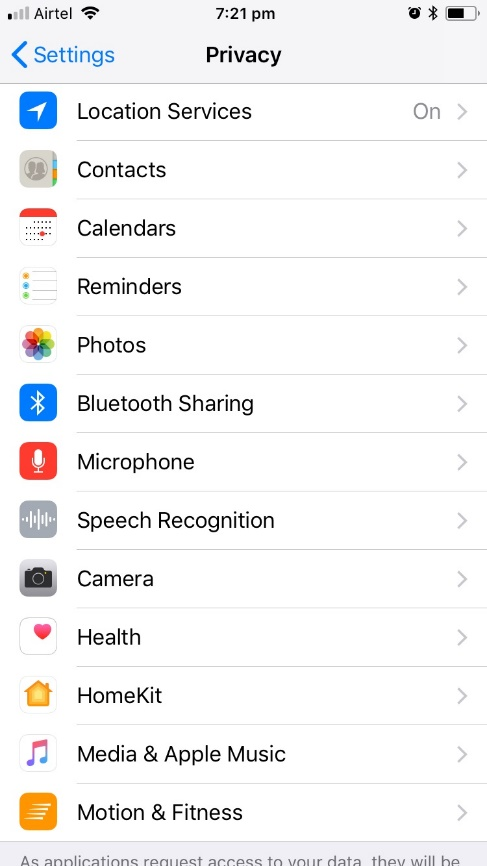 Airtel 7:21 pm
Settings Privacy
Location Services On
Contacts
Calendars
Reminders
Photos
Bluetooth Sharing
Microphone
Speech Recognition
Camera
Health
HomeKit
Media & Apple Music
Motion & Fitness
As applications request access to your data, they will be